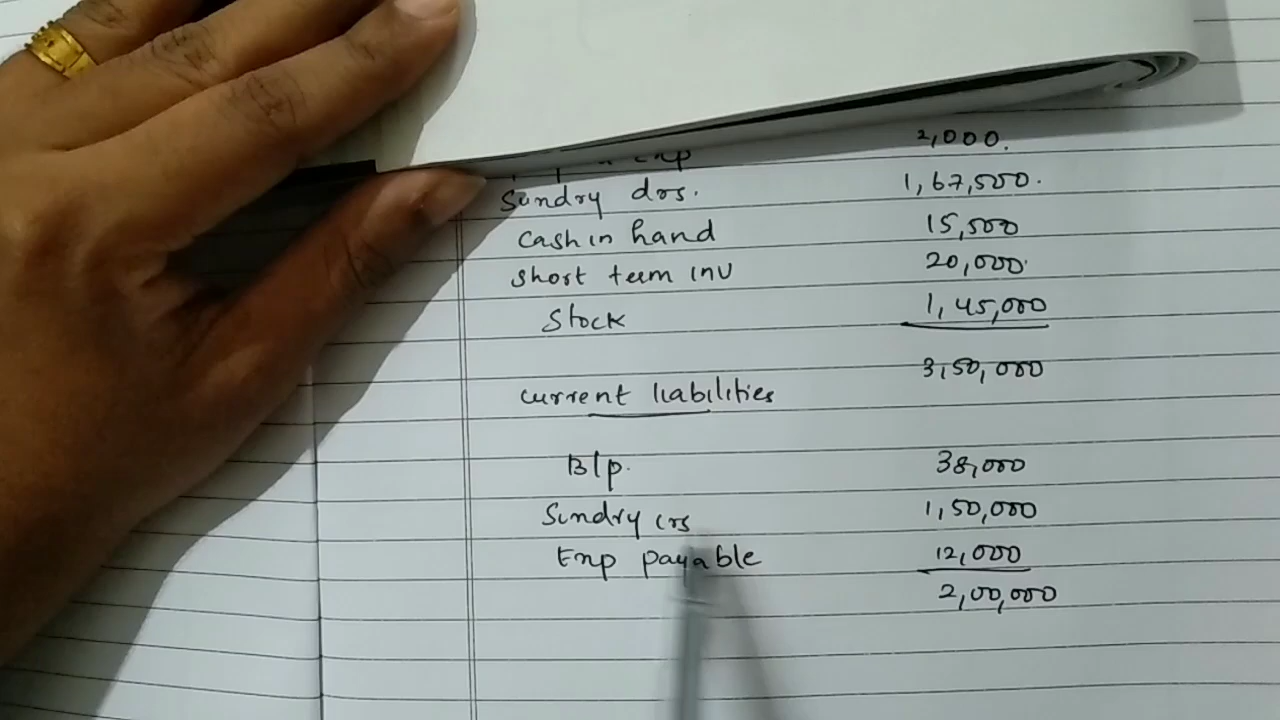 2,000.
Sundry drs. 1,67,500.
Cash in hand 15,500
Short term inv 20,000
Stock 1,45,000
3,50,000
Current liabilities
B/p. 38,000
Sundry crs 1,50,000
Exp payable 12,000
2,00,000